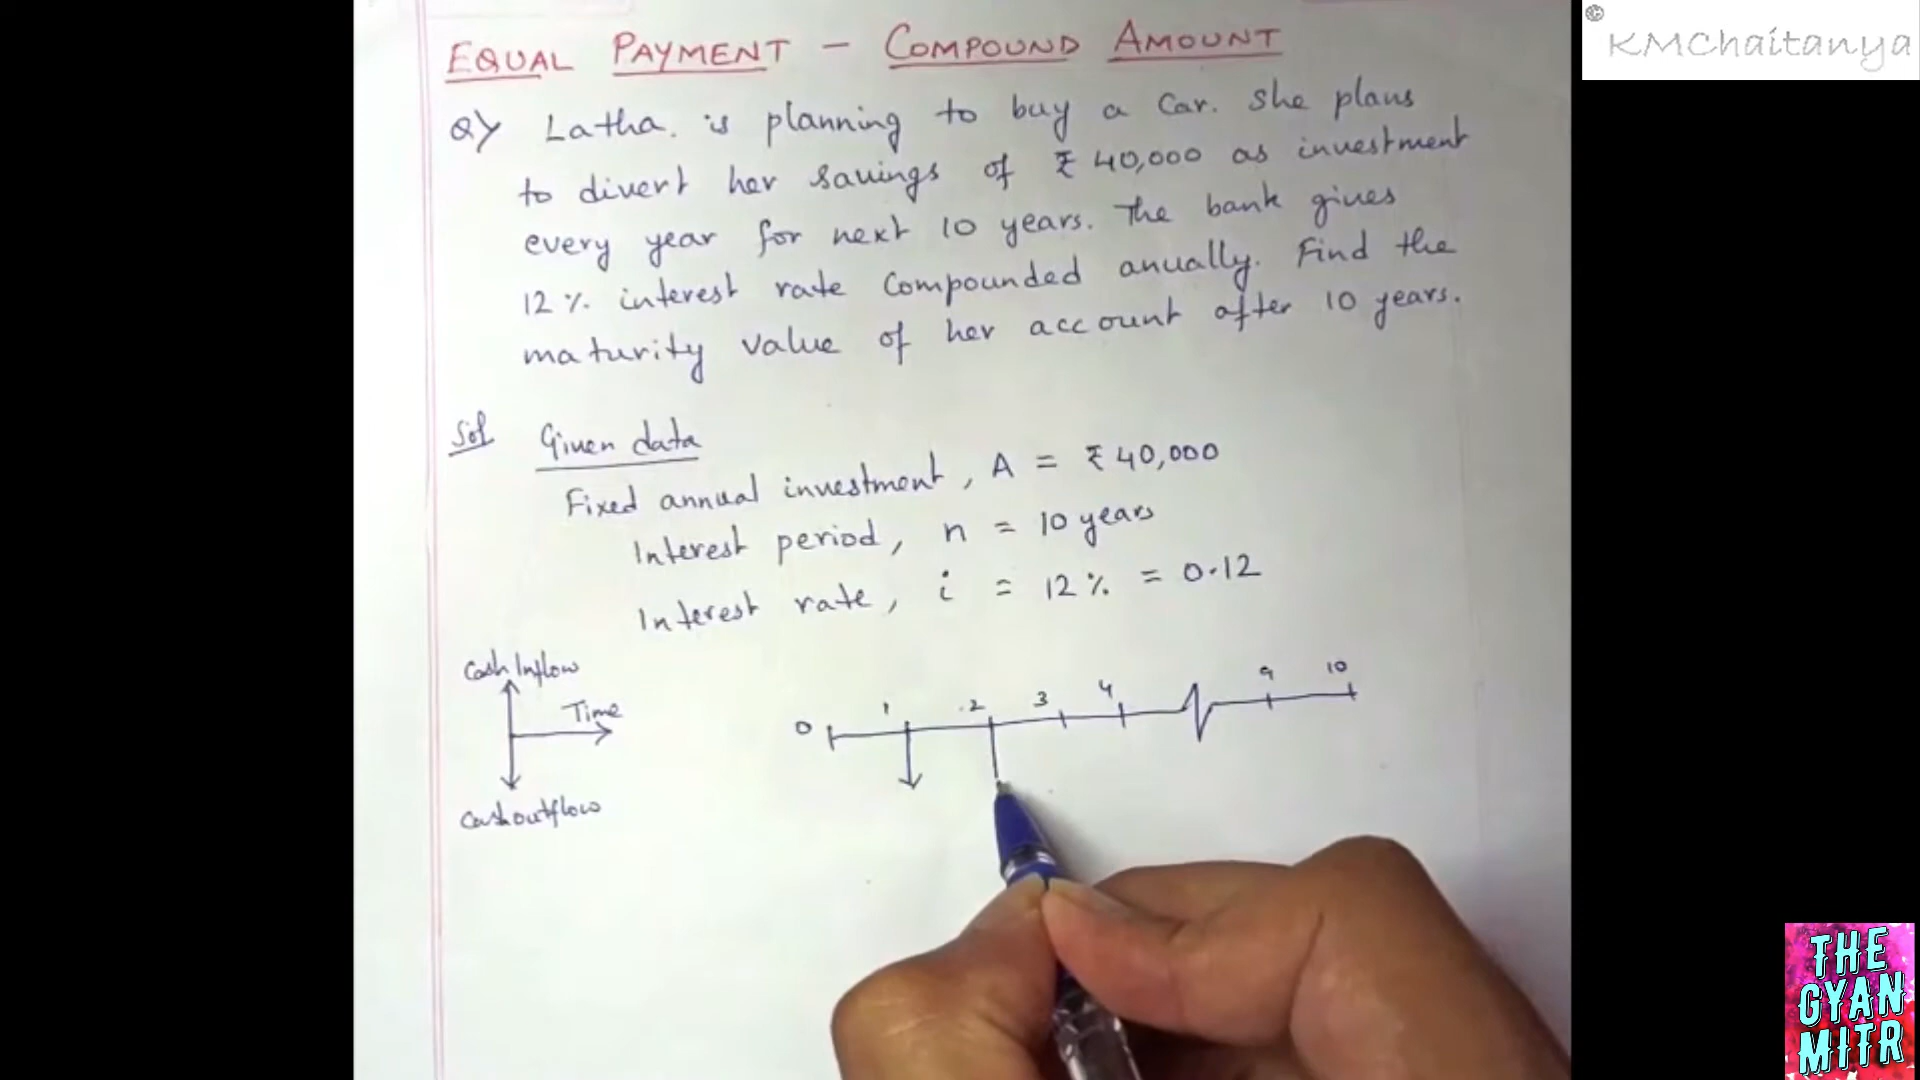 ©
KMChaitanya
EQUAL PAYMENT - COMPOUND AMOUNT
Q) Latha. is planning to buy a Car. She plans
to divert her savings of ₹ 40,000 as investment
every year for next 10 years. The bank gives
12 %. interest rate Compounded anually. Find the
maturity value of her account after 10 years.
Sol Given data
Fixed annual investment, A = ₹ 40,000
Interest period, n = 10 years
Interest rate, i = 12 %. = 0.12
Cash Inflow
Time
Cash outflow
0 1 2 3 4 9 10
THE
GYAN
MITR